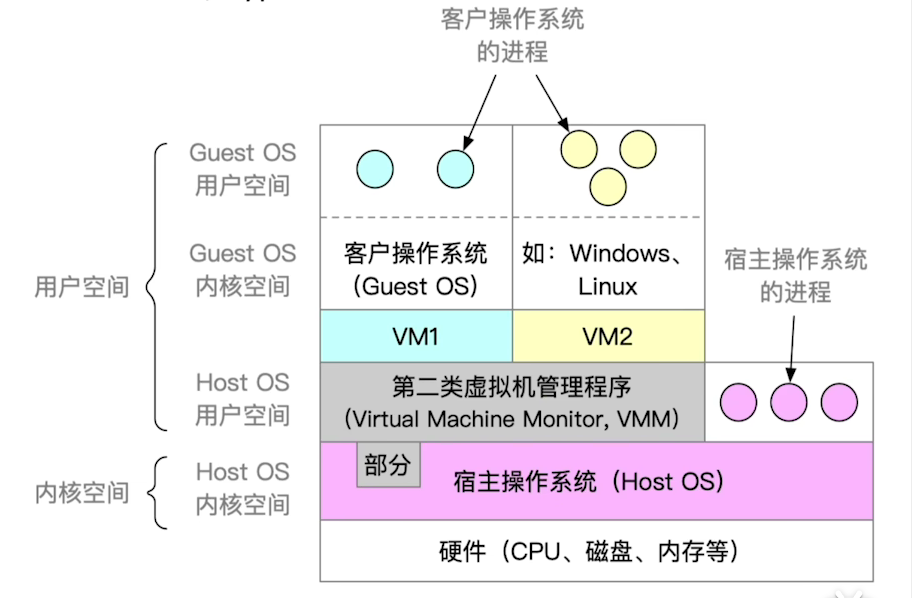 客户操作系统
的进程
Guest OS
用户空间
Guest OS
内核空间
客户操作系统
（Guest OS）
如：Windows、
Linux
宿主操作系统
的进程
用户空间
VM1
VM2
Host OS
用户空间
第二类虚拟机管理程序
(Virtual Machine Monitor, VMM)
部分
Host OS
内核空间
内核空间
宿主操作系统（Host OS）
硬件（CPU、磁盘、内存等）